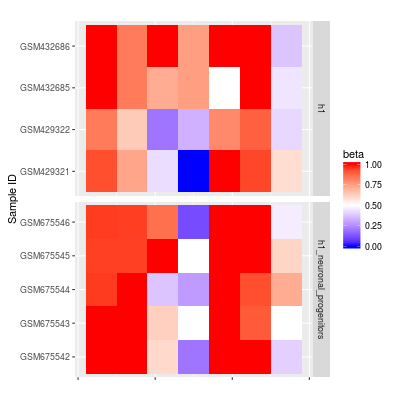 Sample ID
GSM432686
GSM432685
GSM429322
GSM429321
h1
GSM675546
GSM675545
GSM675544
GSM675543
GSM675542
h1_neuronal_progenitors
beta
1.00
0.75
0.50
0.25
0.00